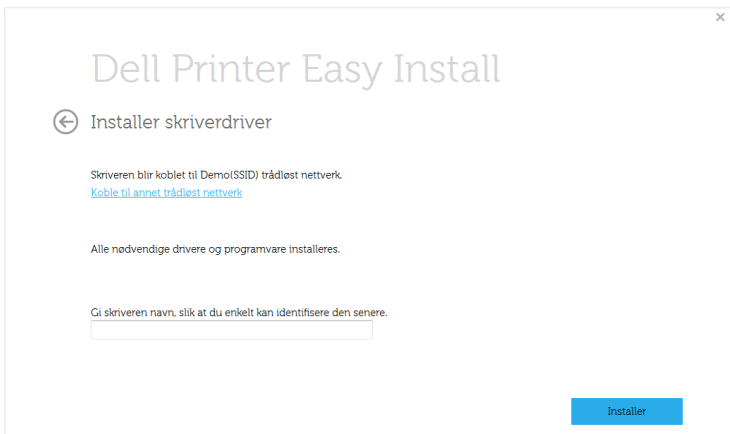 Dell Printer Easy Install
Installer skriverdriver
Skriveren blir koblet til Demo(SSID) trådløst nettverk.
Koble til annet trådløst nettverk
Alle nødvendige drivere og programvare installeres.
Gi skriveren navn, slik at du enkelt kan identifisere den senere.
Installer